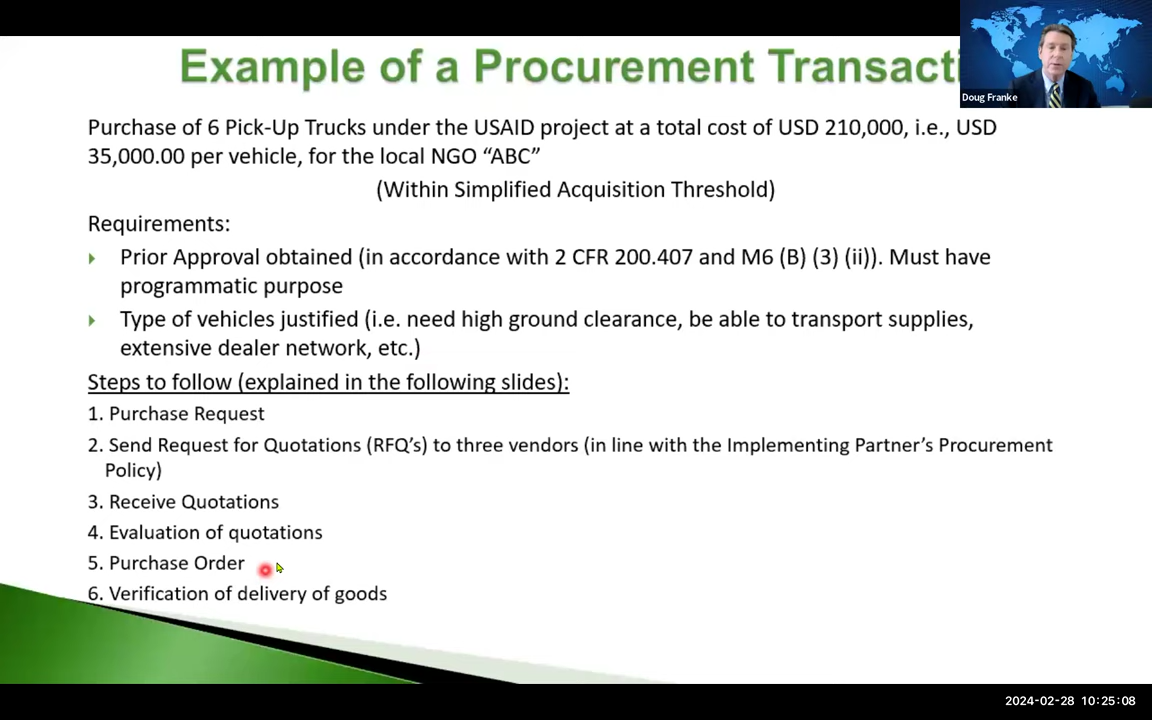 Example of a Procurement Transacti
Doug Franke
Purchase of 6 Pick-Up Trucks under the USAID project at a total cost of USD 210,000, i.e., USD
35,000.00 per vehicle, for the local NGO “ABC”
(Within Simplified Acquisition Threshold)
Requirements:
Prior Approval obtained (in accordance with 2 CFR 200.407 and M6 (B) (3) (ii)). Must have
programmatic purpose
Type of vehicles justified (i.e. need high ground clearance, be able to transport supplies,
extensive dealer network, etc.)
Steps to follow (explained in the following slides):
1. Purchase Request
2. Send Request for Quotations (RFQ’s) to three vendors (in line with the Implementing Partner’s Procurement
Policy)
3. Receive Quotations
4. Evaluation of quotations
5. Purchase Order
6. Verification of delivery of goods
2024-02-28 10:25:08